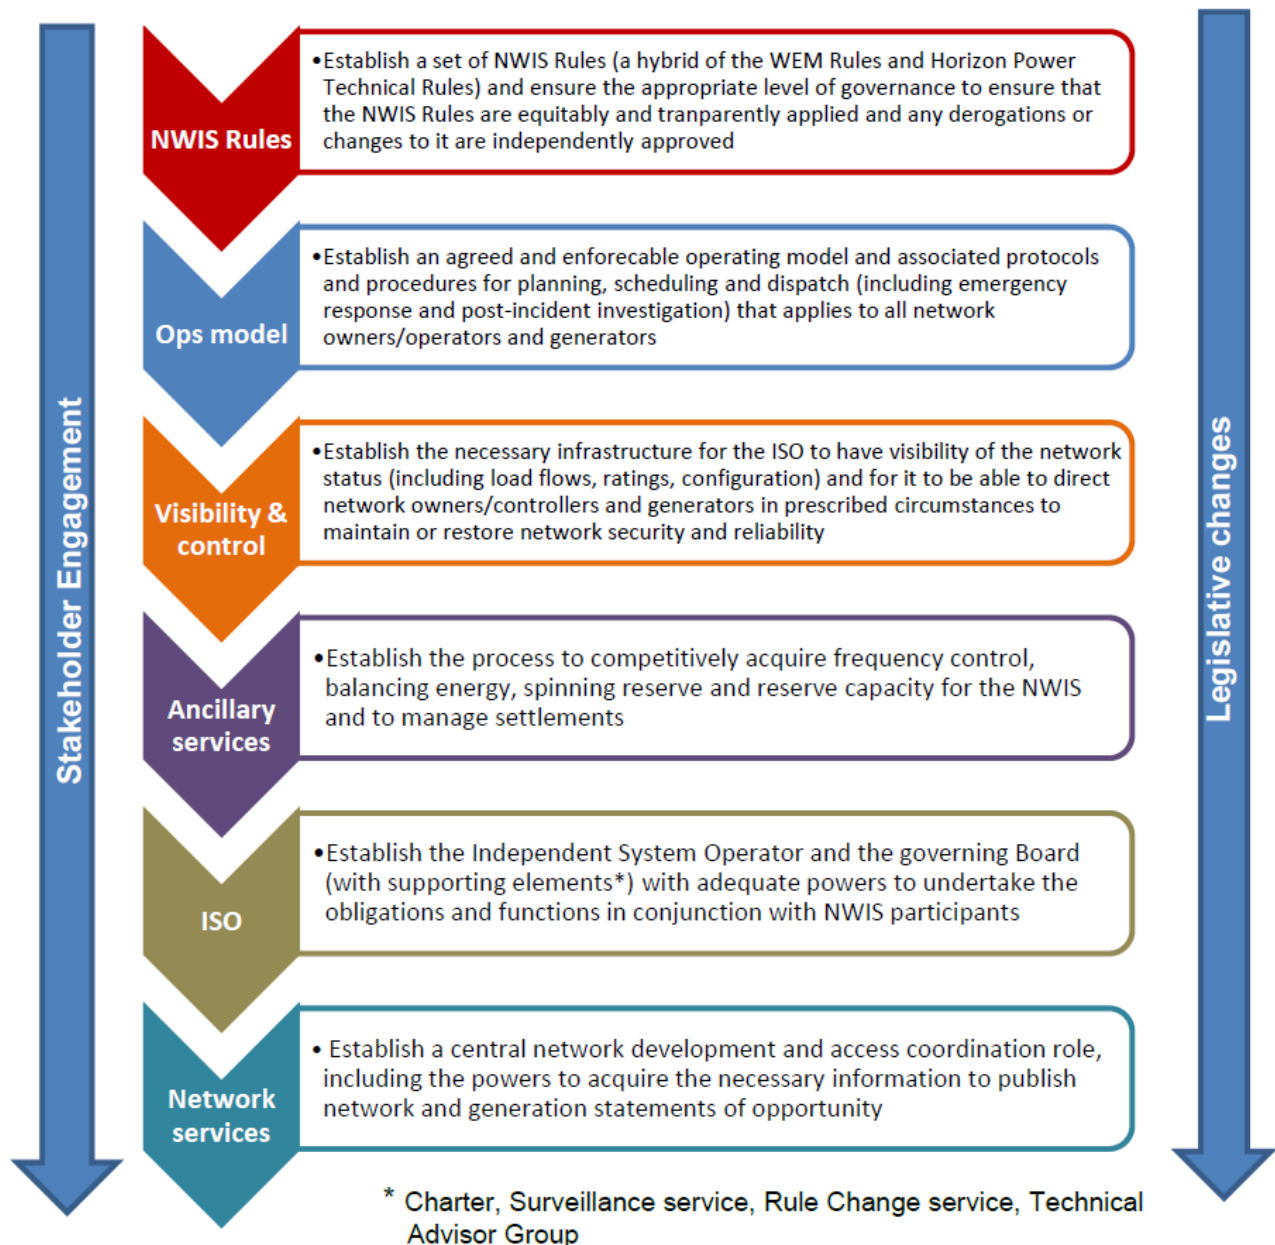 Stakeholder Engagement
Legislative changes
NWIS Rules
•Establish a set of NWIS Rules (a hybrid of the WEM Rules and Horizon Power
Technical Rules) and ensure the appropriate level of governance to ensure that
the NWIS Rules are equitably and tranparently applied and any derogations or
changes to it are independently approved
Ops model
•Establish an agreed and enforecable operating model and associated protocols
and procedures for planning, scheduling and dispatch (including emergency
response and post-incident investigation) that applies to all network
owners/operators and generators
Visibility &
control
•Establish the necessary infrastructure for the ISO to have visibility of the network
status (including load flows, ratings, configuration) and for it to be able to direct
network owners/controllers and generators in prescribed circumstances to
maintain or restore network security and reliability
Ancillary
services
•Establish the process to competitively acquire frequency control,
balancing energy, spinning reserve and reserve capacity for the NWIS
and to manage settlements
ISO
•Establish the Independent System Operator and the governing Board
(with supporting elements*) with adequate powers to undertake the
obligations and functions in conjunction with NWIS participants
Network
services
• Establish a central network development and access coordination role,
including the powers to acquire the necessary information to publish
network and generation statements of opportunity
* Charter, Surveillance service, Rule Change service, Technical
Advisor Group